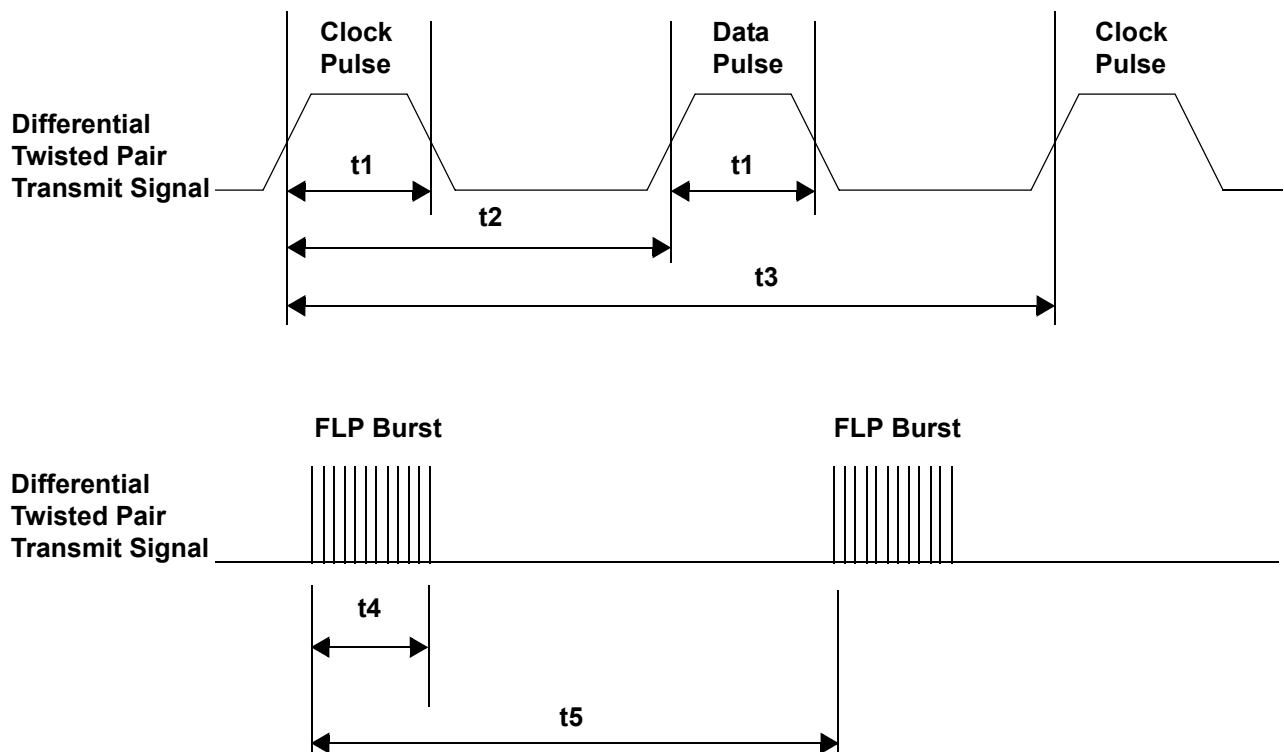 Clock
Pulse
Data
Pulse
Clock
Pulse
Differential
Twisted Pair
Transmit Signal
t1
t1
t2
t3
FLP Burst
FLP Burst
Differential
Twisted Pair
Transmit Signal
t4
t5